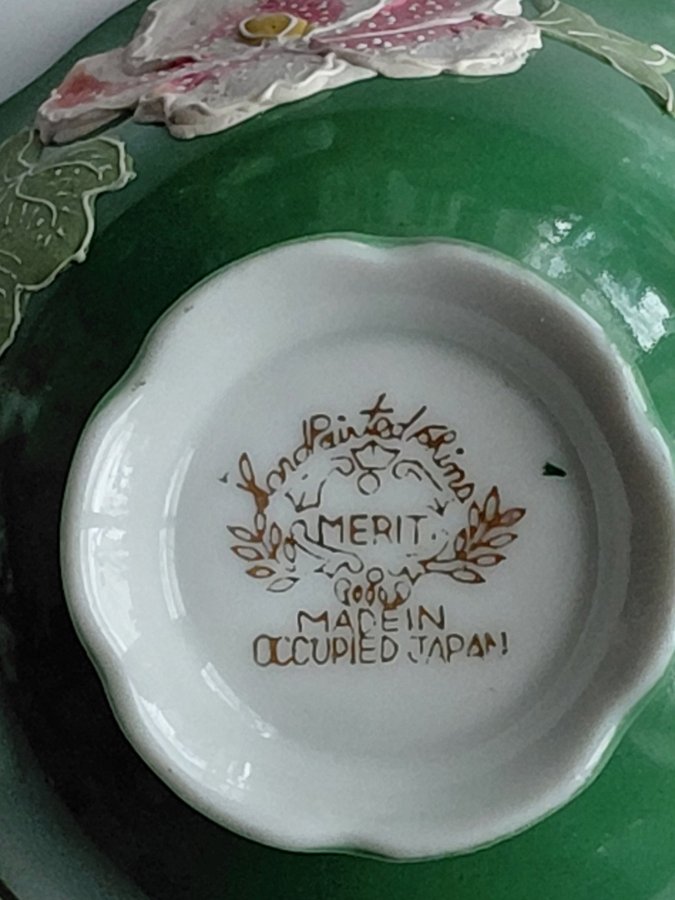 Hand Painted China
MERIT.
MADE IN
OCCUPIED JAPAN